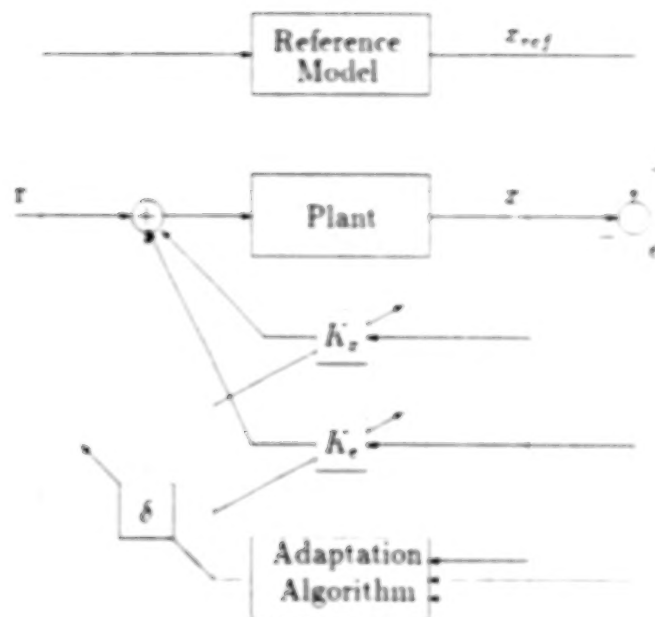 Reference
Model
x_ref
r
+
Plant
x
−
e
K_x
K_e
δ
Adaptation
Algorithm